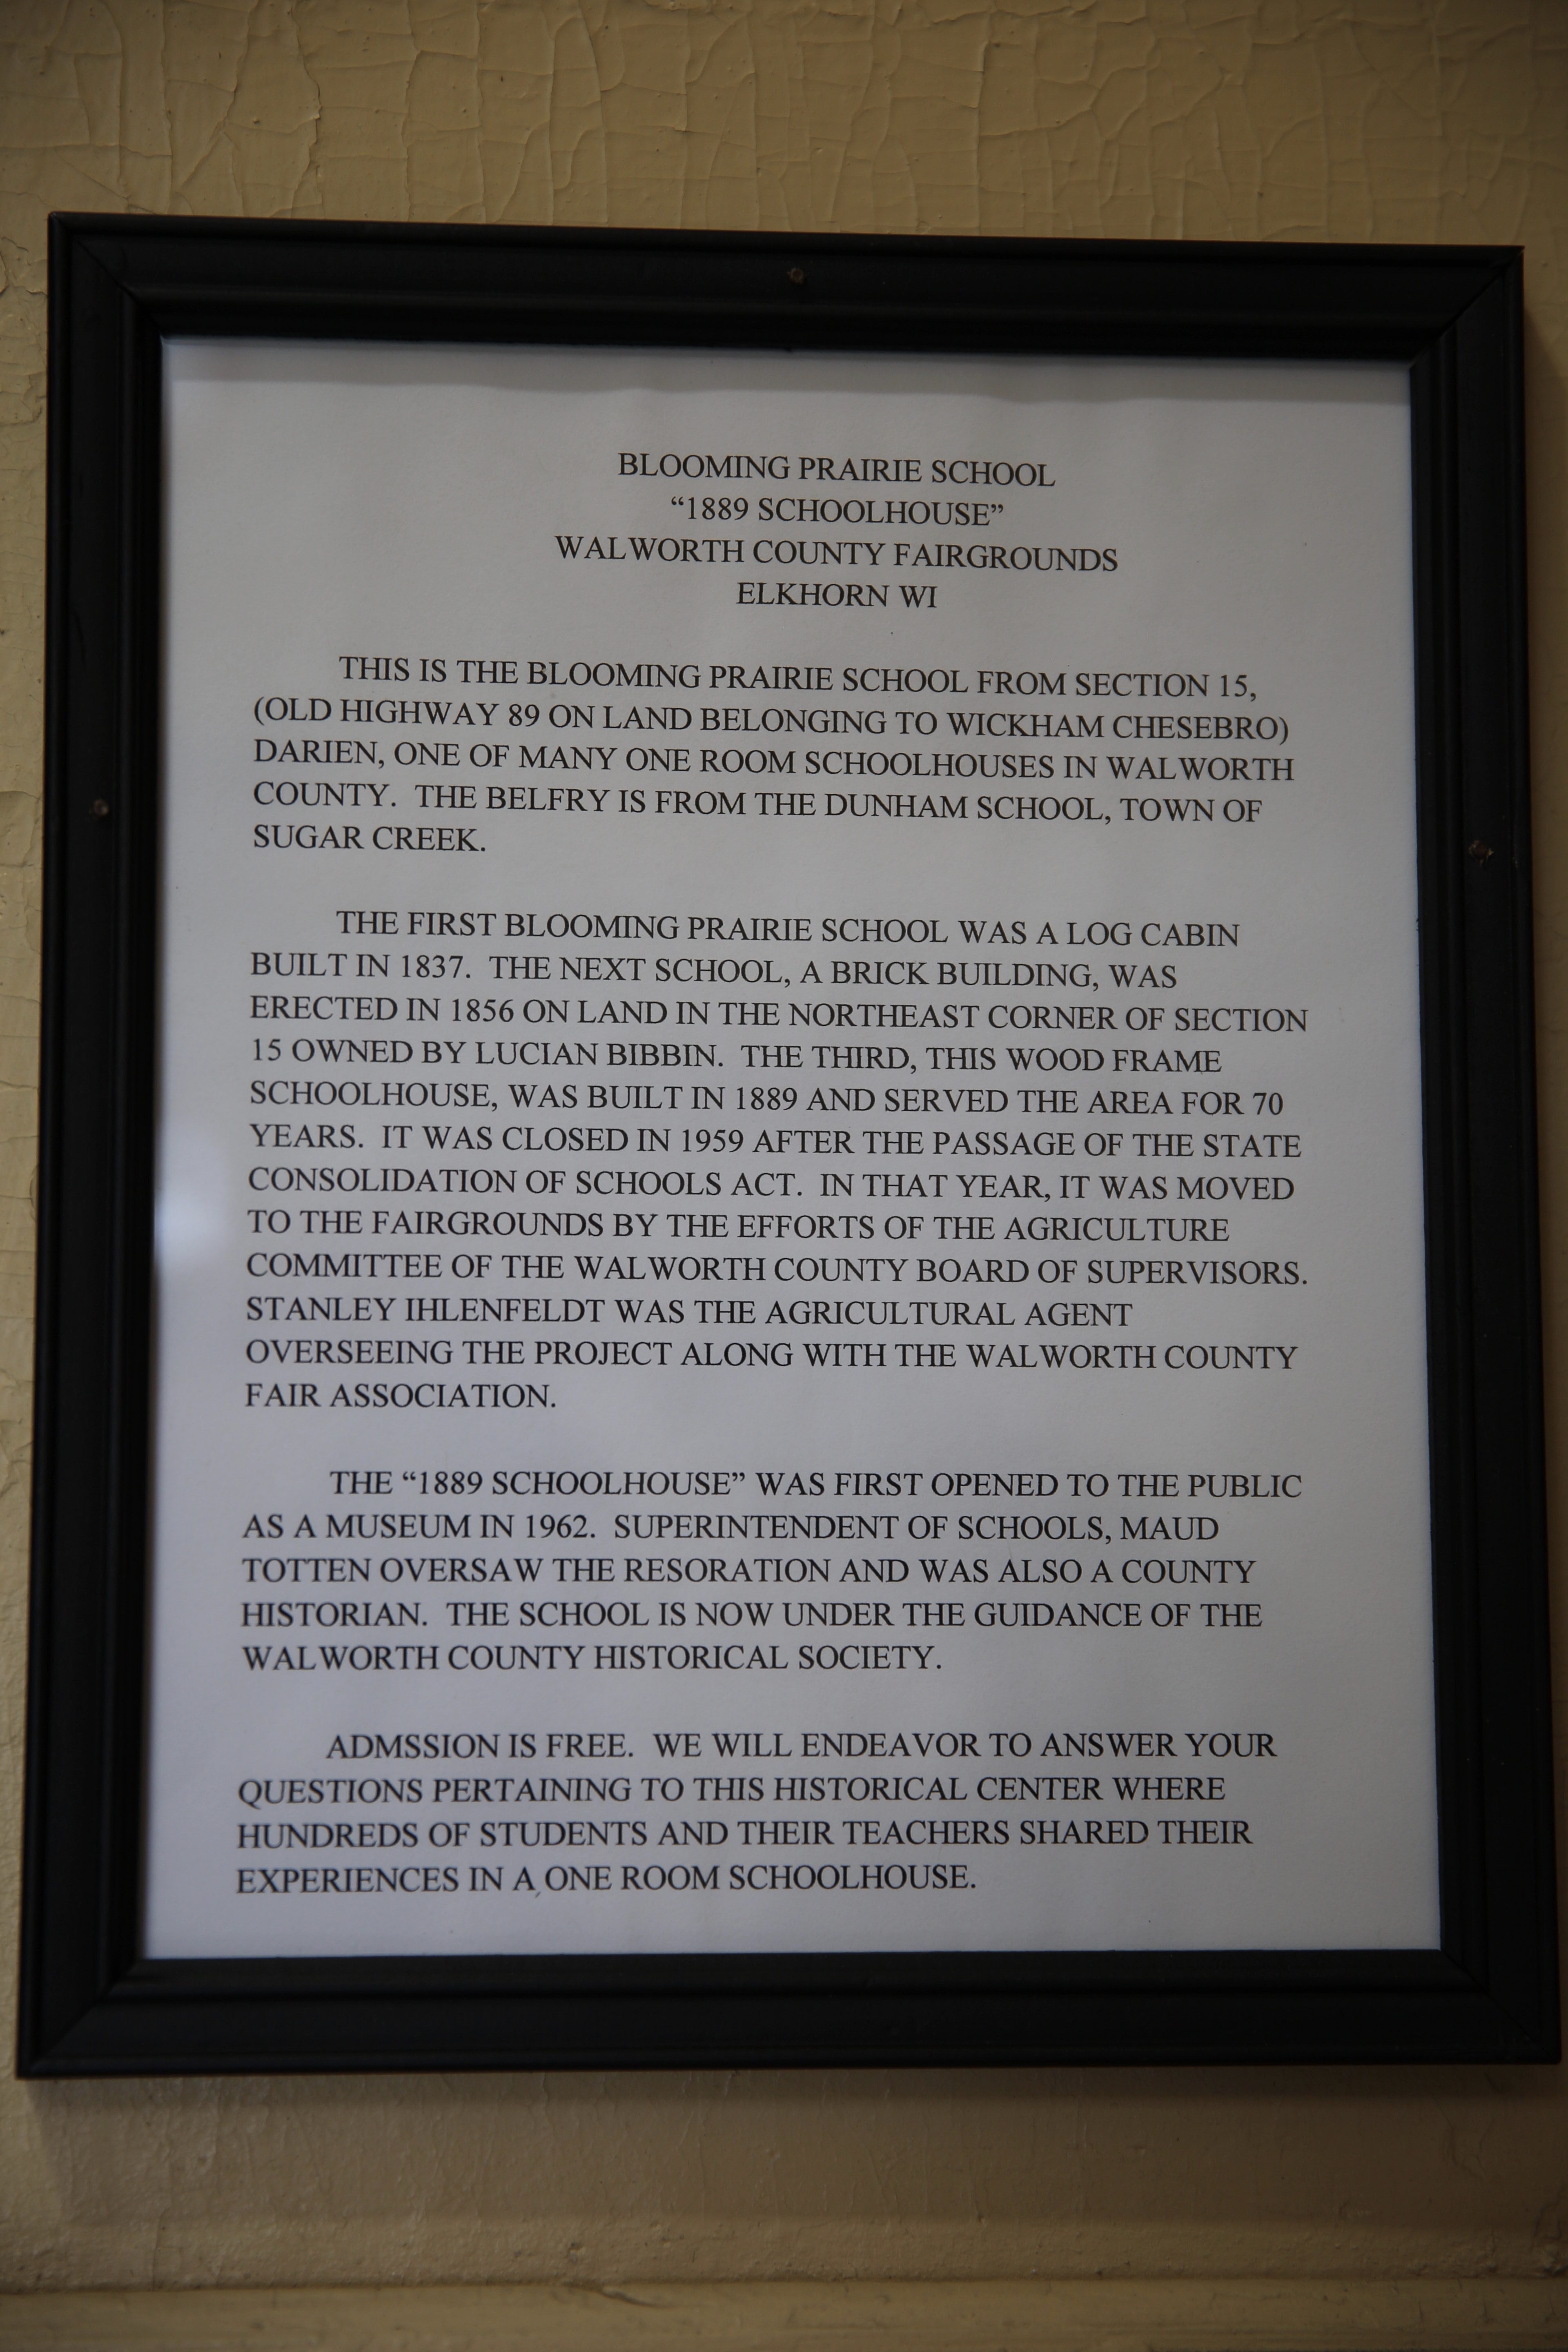 BLOOMING PRAIRIE SCHOOL
“1889 SCHOOLHOUSE”
WALWORTH COUNTY FAIRGROUNDS
ELKHORN WI
THIS IS THE BLOOMING PRAIRIE SCHOOL FROM SECTION 15,
(OLD HIGHWAY 89 ON LAND BELONGING TO WICKHAM CHESEBRO)
DARIEN, ONE OF MANY ONE ROOM SCHOOLHOUSES IN WALWORTH
COUNTY. THE BELFRY IS FROM THE DUNHAM SCHOOL, TOWN OF
SUGAR CREEK.
THE FIRST BLOOMING PRAIRIE SCHOOL WAS A LOG CABIN
BUILT IN 1837. THE NEXT SCHOOL, A BRICK BUILDING, WAS
ERECTED IN 1856 ON LAND IN THE NORTHEAST CORNER OF SECTION
15 OWNED BY LUCIAN BIBBIN. THE THIRD, THIS WOOD FRAME
SCHOOLHOUSE, WAS BUILT IN 1889 AND SERVED THE AREA FOR 70
YEARS. IT WAS CLOSED IN 1959 AFTER THE PASSAGE OF THE STATE
CONSOLIDATION OF SCHOOLS ACT. IN THAT YEAR, IT WAS MOVED
TO THE FAIRGROUNDS BY THE EFFORTS OF THE AGRICULTURE
COMMITTEE OF THE WALWORTH COUNTY BOARD OF SUPERVISORS.
STANLEY IHLENFELDT WAS THE AGRICULTURAL AGENT
OVERSEEING THE PROJECT ALONG WITH THE WALWORTH COUNTY
FAIR ASSOCIATION.
THE “1889 SCHOOLHOUSE” WAS FIRST OPENED TO THE PUBLIC
AS A MUSEUM IN 1962. SUPERINTENDENT OF SCHOOLS, MAUD
TOTTEN OVERSAW THE RESORATION AND WAS ALSO A COUNTY
HISTORIAN. THE SCHOOL IS NOW UNDER THE GUIDANCE OF THE
WALWORTH COUNTY HISTORICAL SOCIETY.
ADMSSION IS FREE. WE WILL ENDEAVOR TO ANSWER YOUR
QUESTIONS PERTAINING TO THIS HISTORICAL CENTER WHERE
HUNDREDS OF STUDENTS AND THEIR TEACHERS SHARED THEIR
EXPERIENCES IN A ONE ROOM SCHOOLHOUSE.